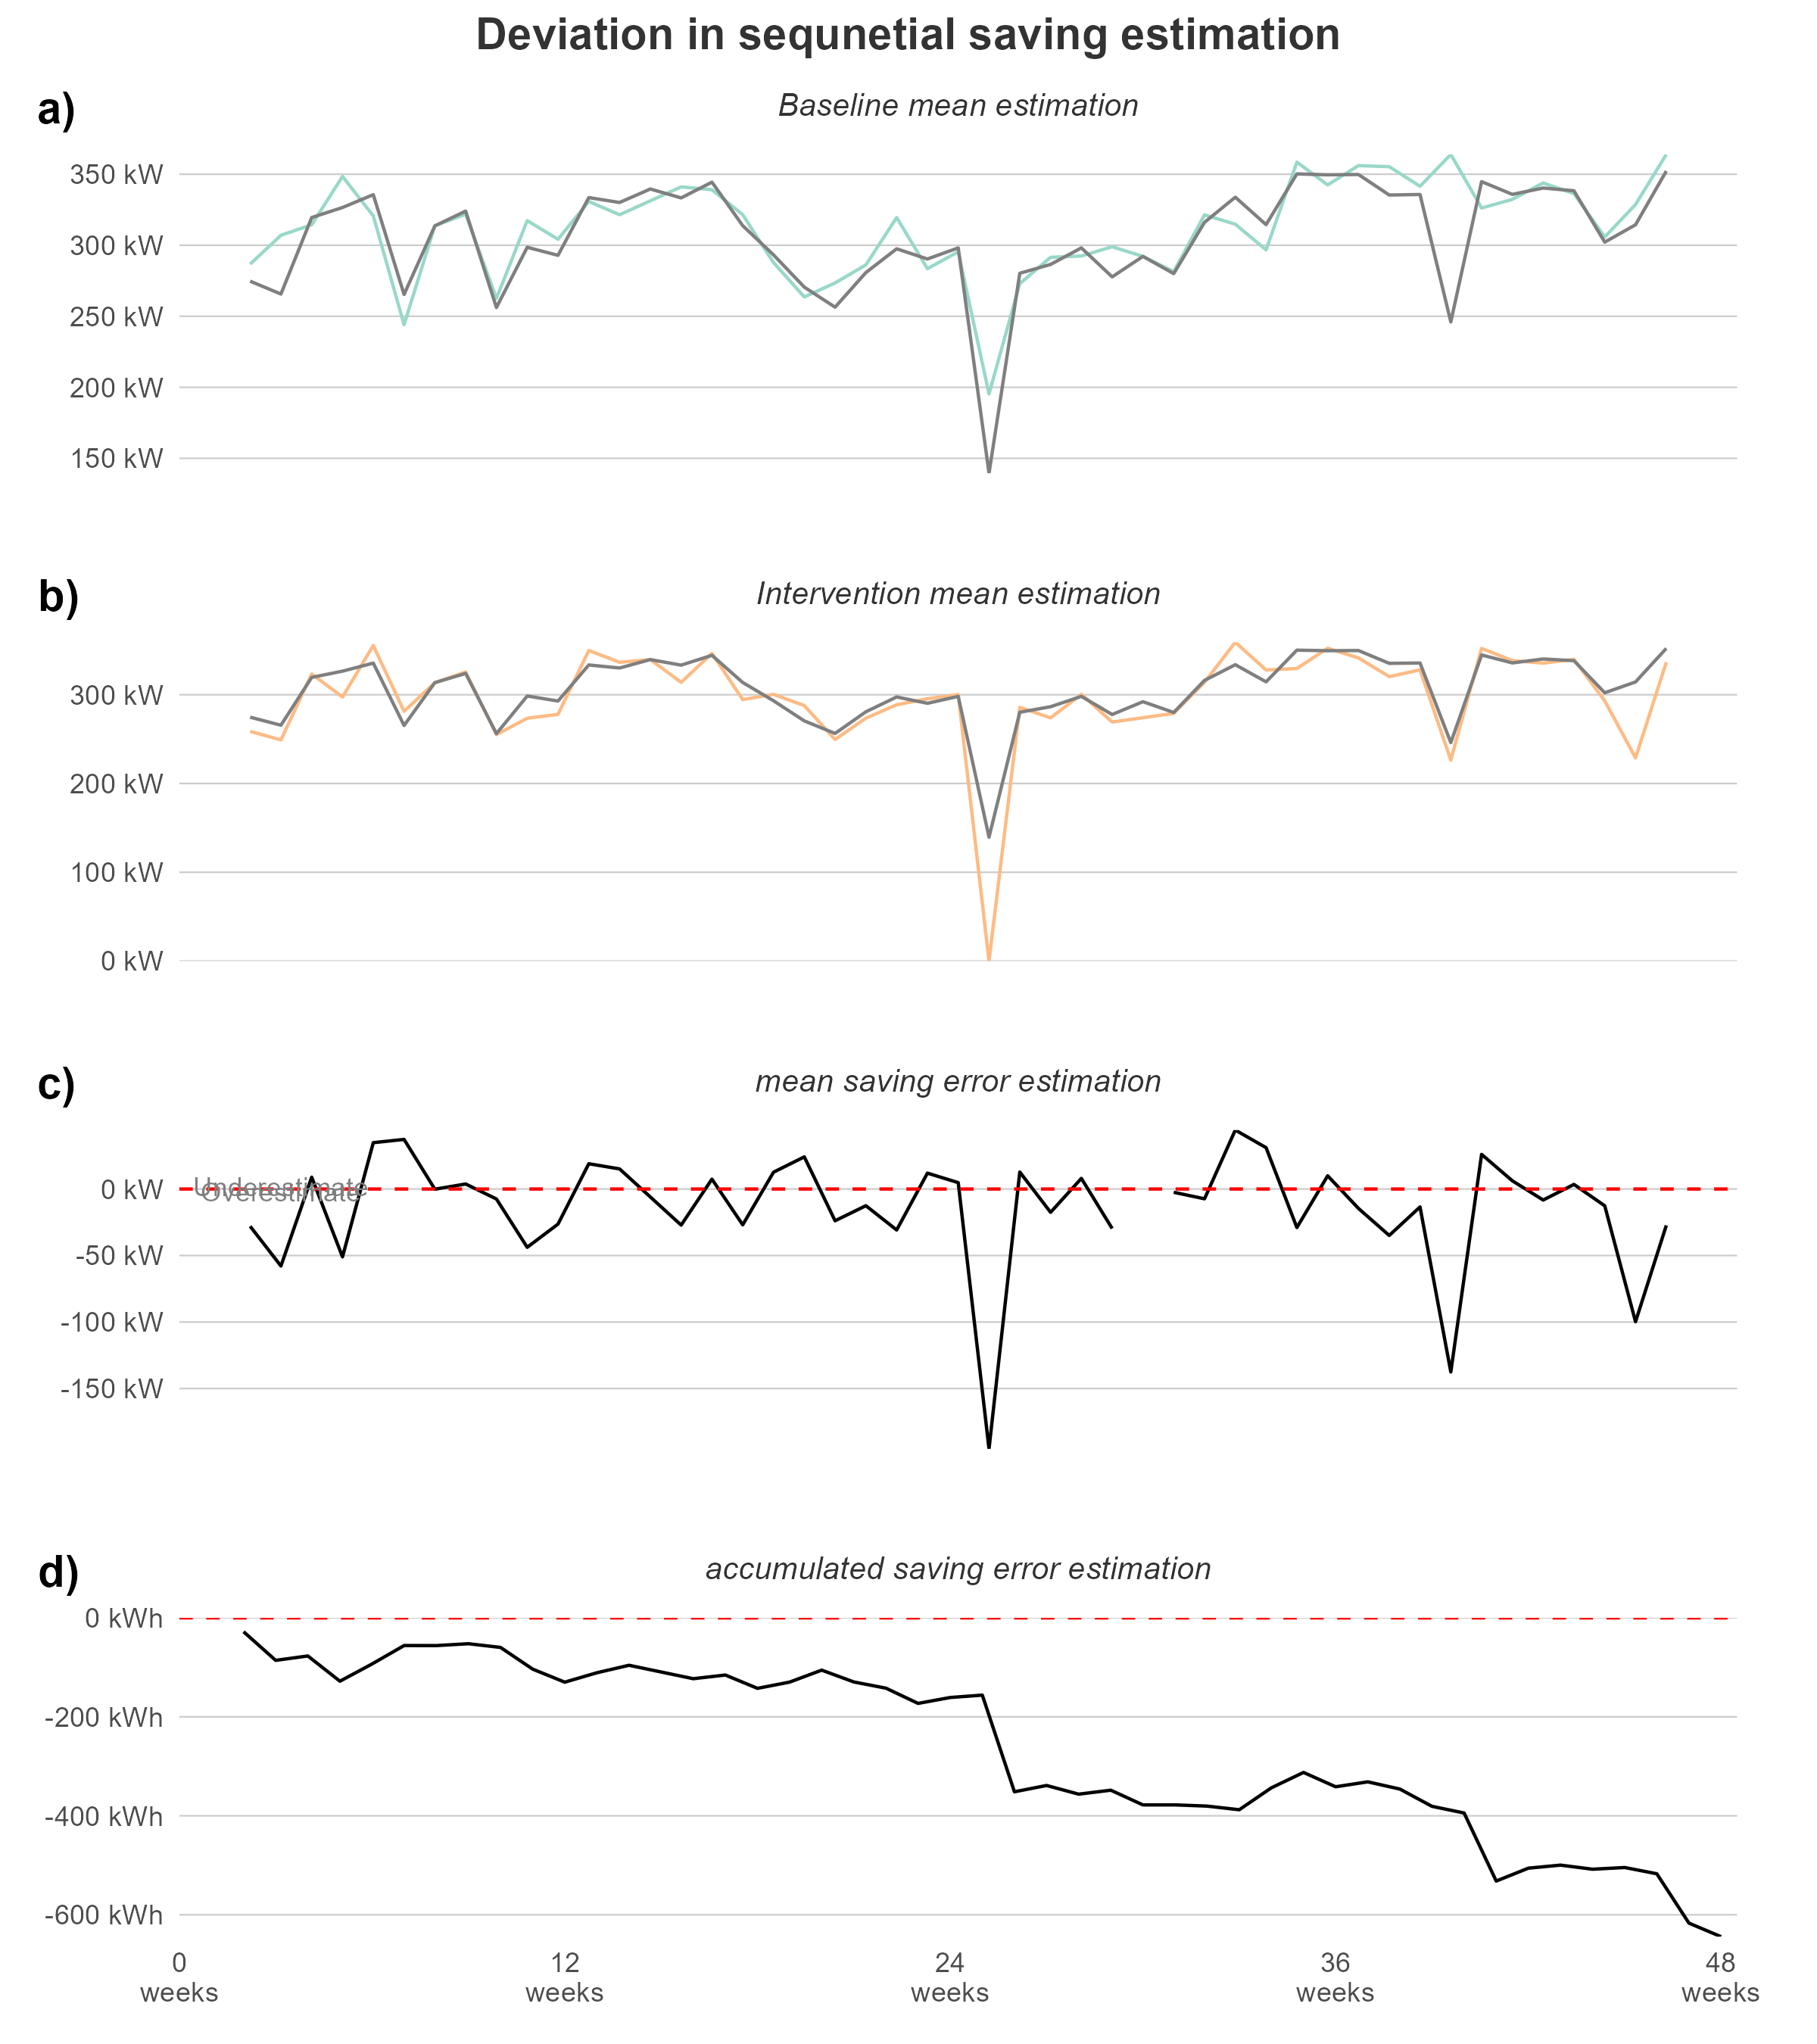 Deviation in sequnetial saving estimation
a)
Baseline mean estimation
350 kW
300 kW
250 kW
200 kW
150 kW
b)
Intervention mean estimation
300 kW
200 kW
100 kW
0 kW
c)
mean saving error estimation
Underestimate
Overestimate
0 kW
-50 kW
-100 kW
-150 kW
d)
accumulated saving error estimation
0 kWh
-200 kWh
-400 kWh
-600 kWh
0
weeks
12
weeks
24
weeks
36
weeks
48
weeks